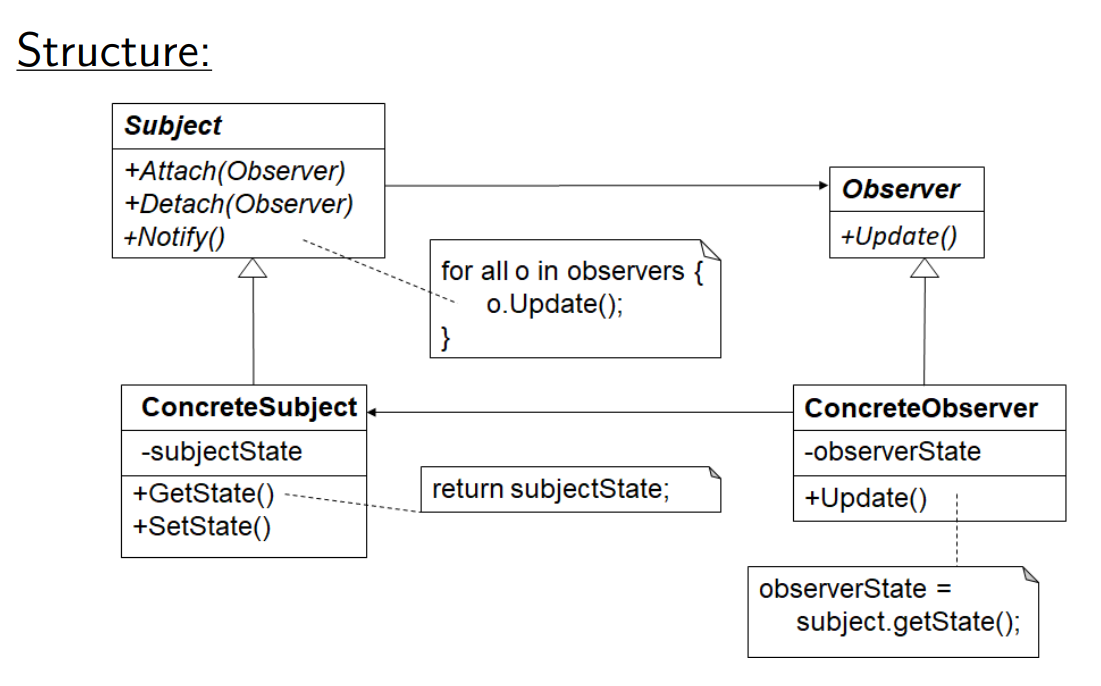 Structure:
Subject
+Attach(Observer)
+Detach(Observer)
+Notify()
Observer
+Update()
for all o in observers {
o.Update();
}
ConcreteSubject
-subjectState
+GetState()
+SetState()
return subjectState;
ConcreteObserver
-observerState
+Update()
observerState =
subject.getState();